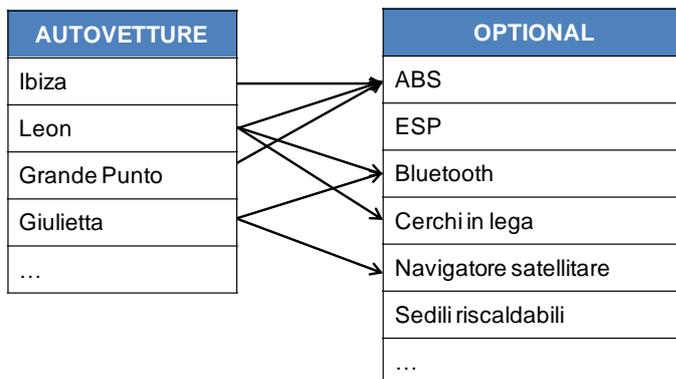 AUTOVETTURE
Ibiza
Leon
Grande Punto
Giulietta
…
OPTIONAL
ABS
ESP
Bluetooth
Cerchi in lega
Navigatore satellitare
Sedili riscaldabili
…